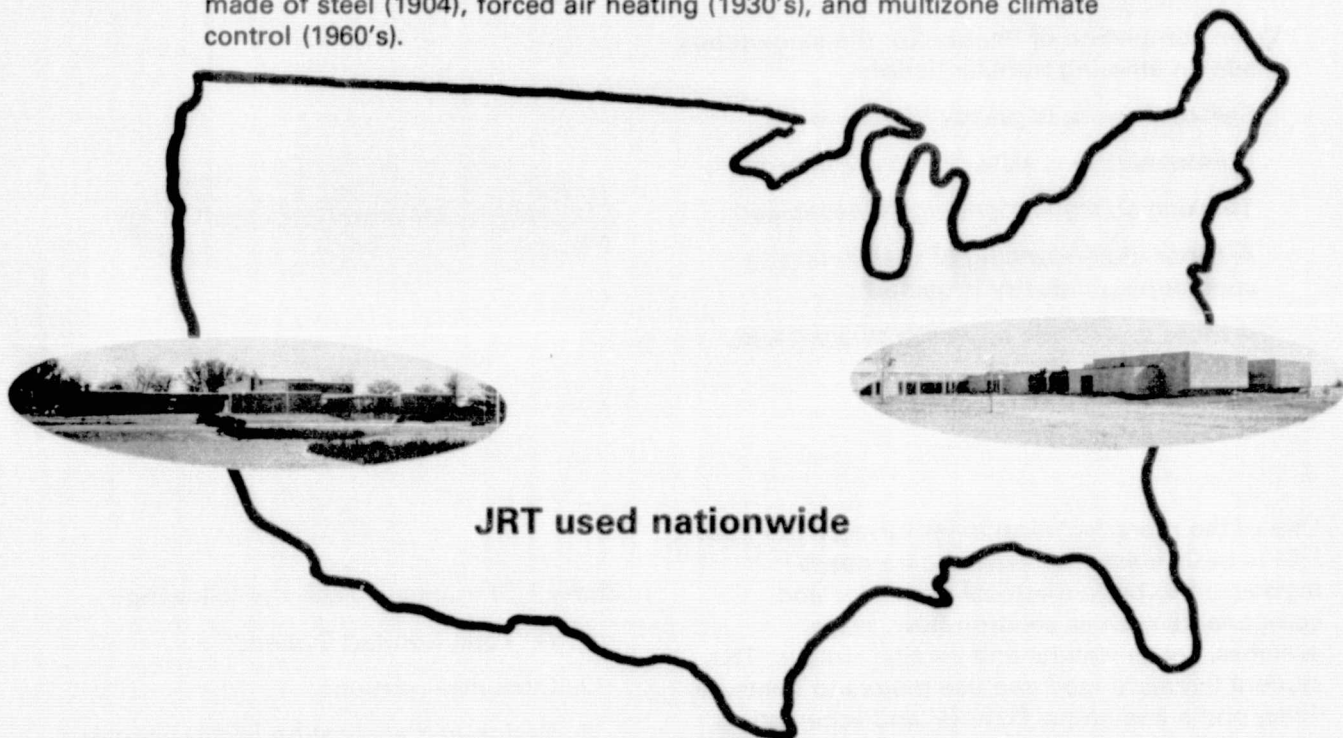 made of steel (1904), forced air heating (1930's), and multizone climate
control (1960's).
JRT used nationwide